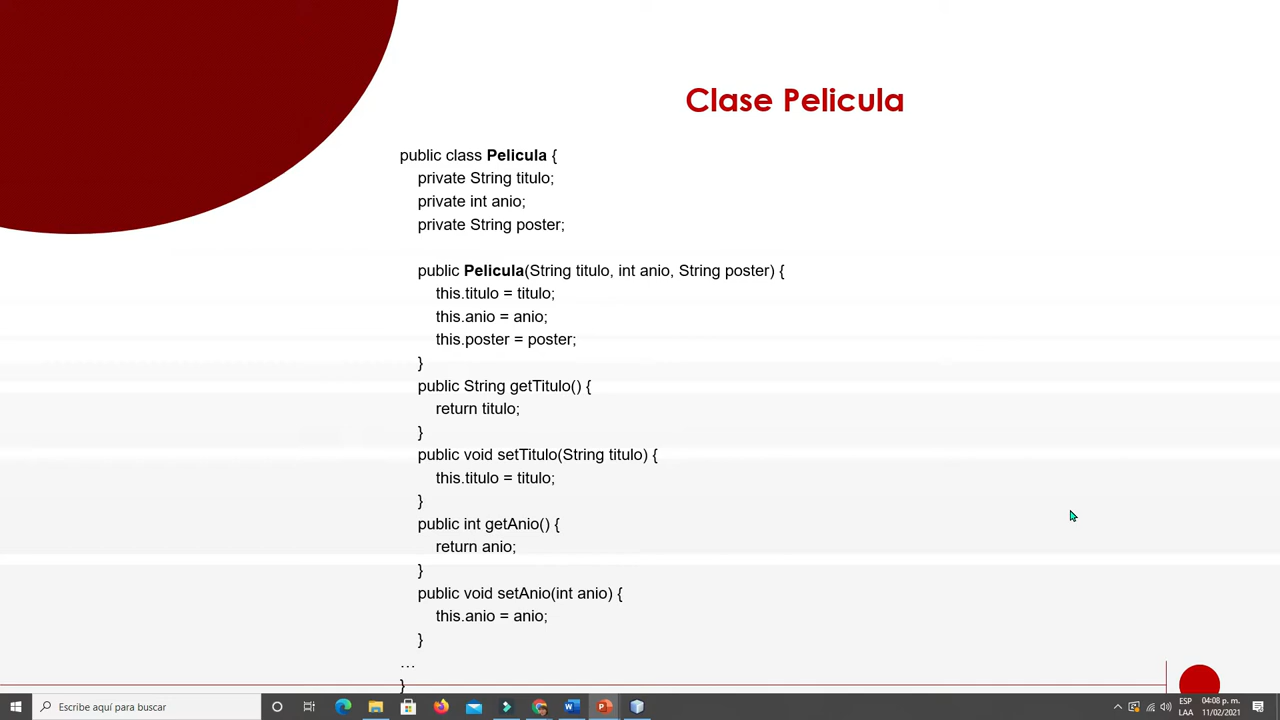 Clase Pelicula
public class Pelicula {
private String titulo;
private int anio;
private String poster;
public Pelicula(String titulo, int anio, String poster) {
this.titulo = titulo;
this.anio = anio;
this.poster = poster;
}
public String getTitulo() {
return titulo;
}
public void setTitulo(String titulo) {
this.titulo = titulo;
}
public int getAnio() {
return anio;
}
public void setAnio(int anio) {
this.anio = anio;
}
…
}
Escribe aquí para buscar
ESP
LAA
04:08 p. m.
11/02/2021